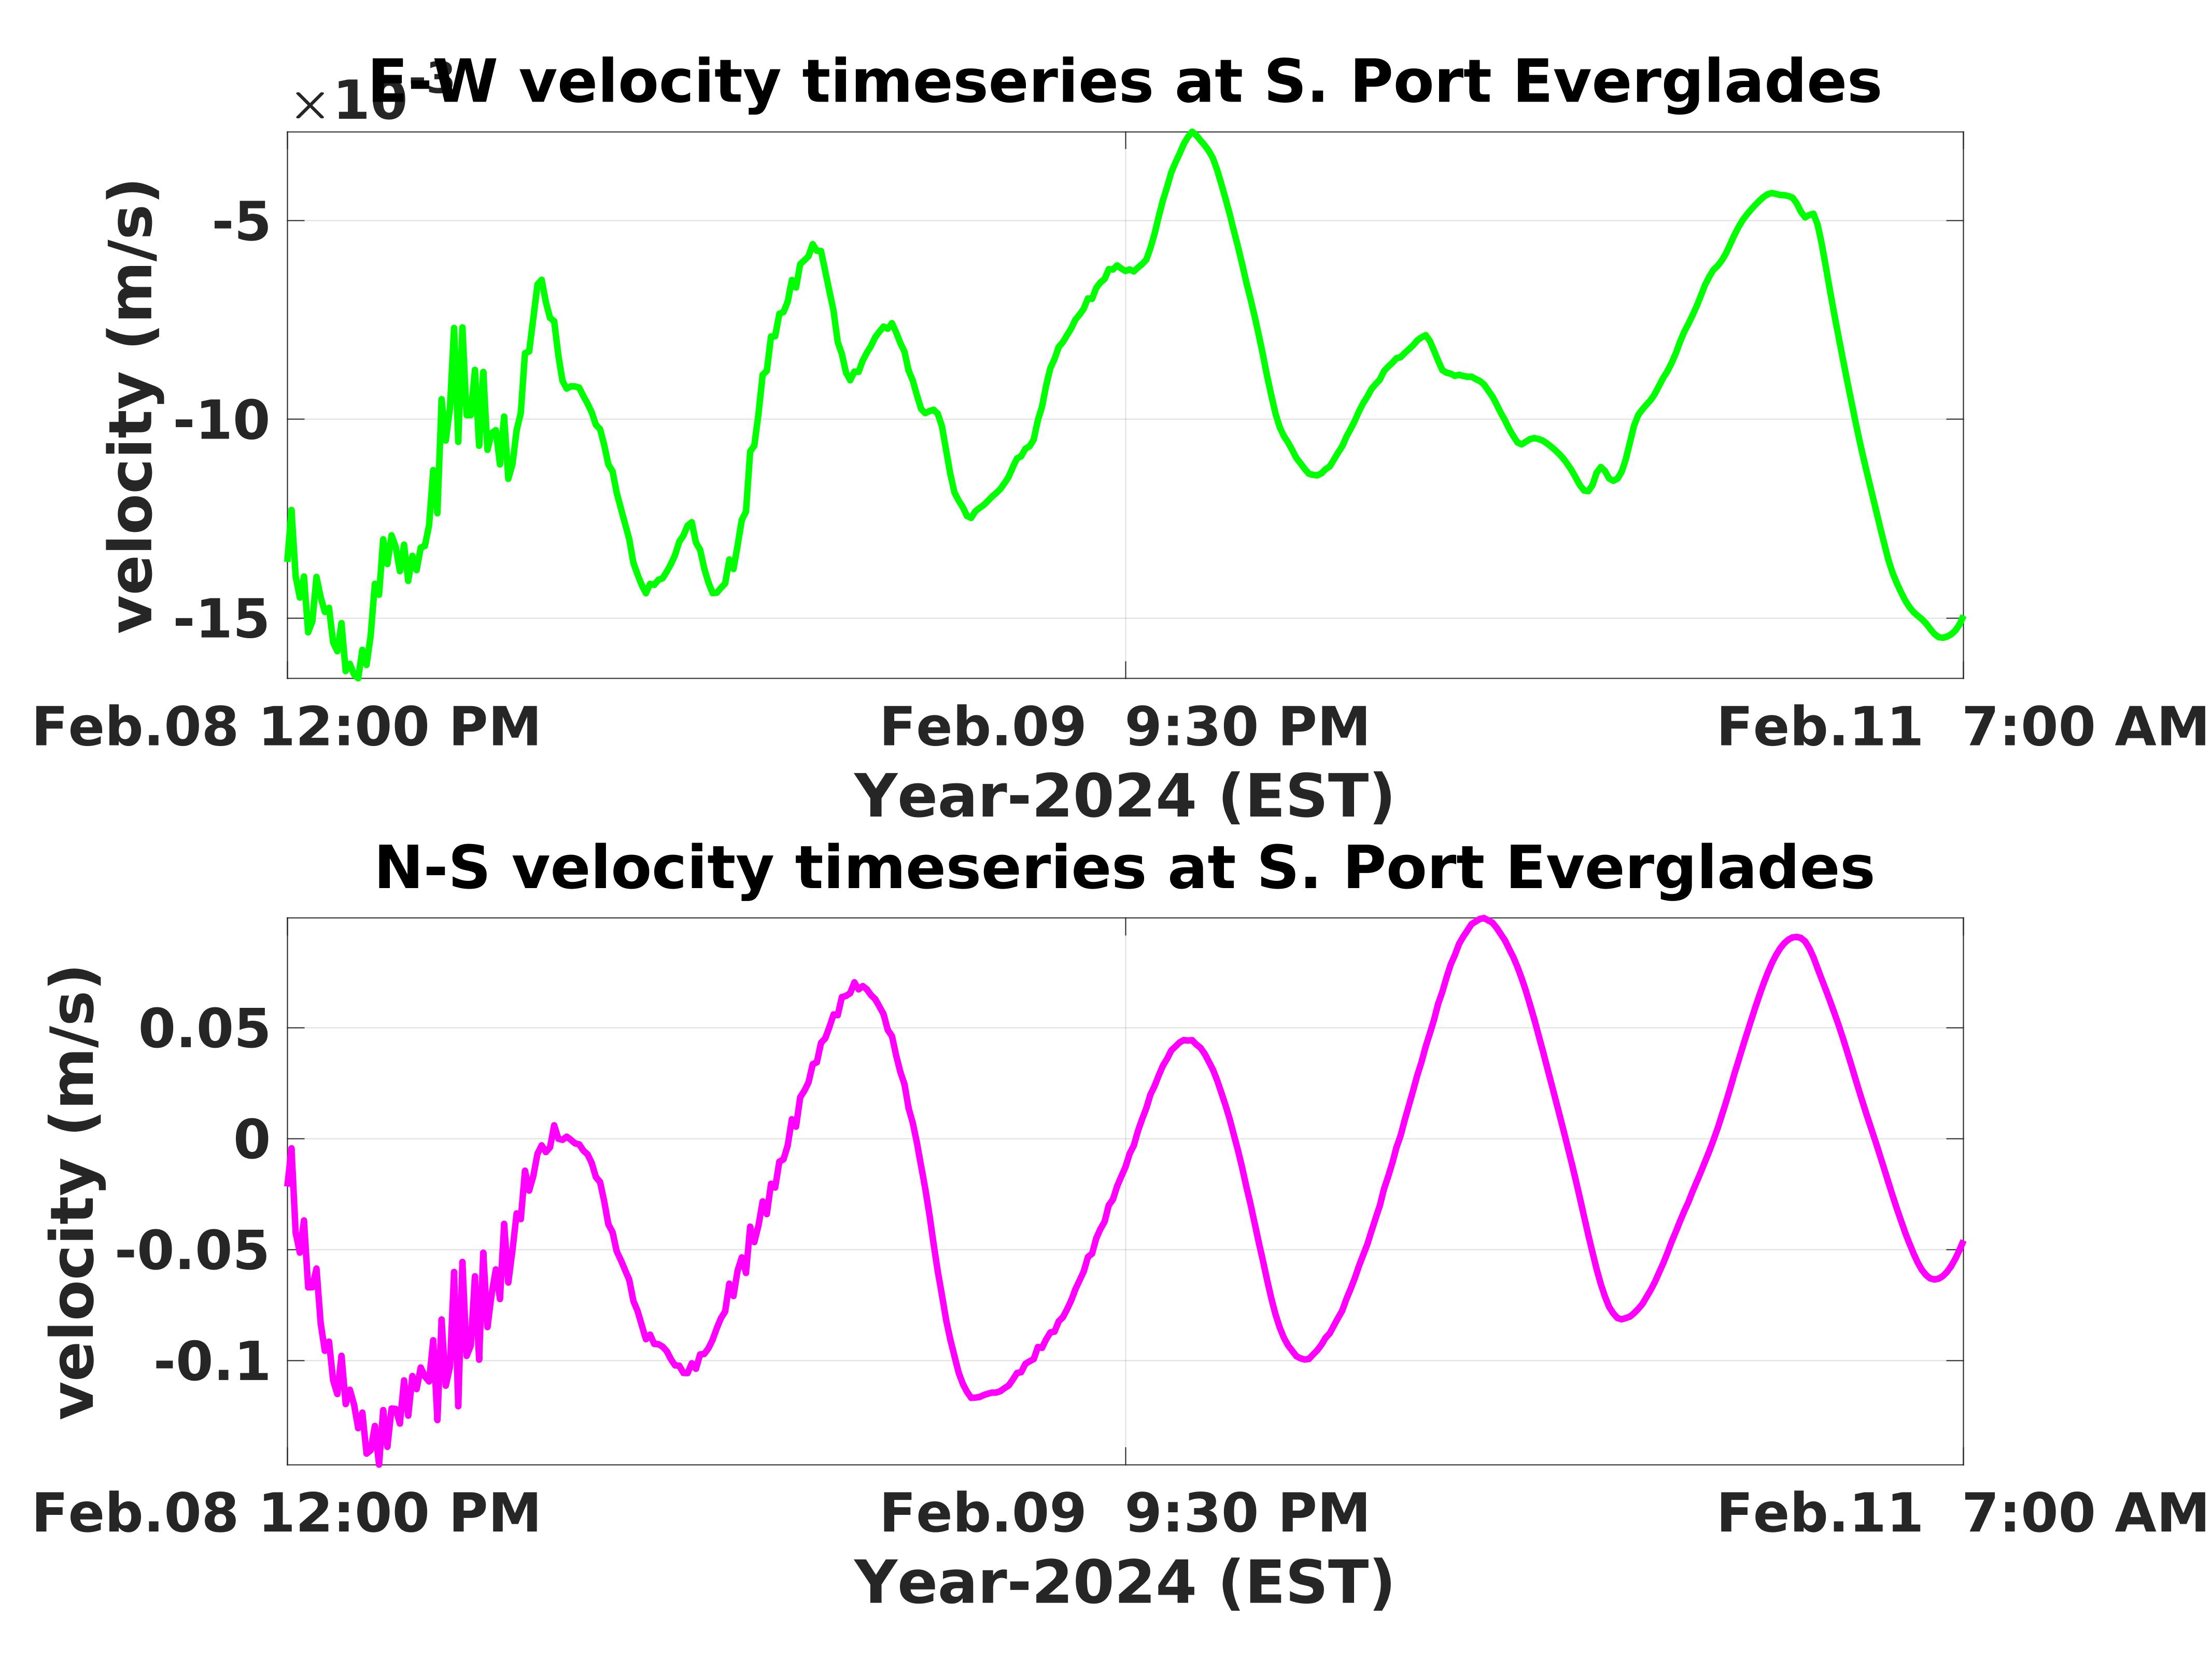 E-W velocity timeseries at S. Port Everglades
×10-3
velocity (m/s)
-5
-10
-15
Feb.08 12:00 PM Feb.09 9:30 PM Feb.11 7:00 AM
Year-2024 (EST)
N-S velocity timeseries at S. Port Everglades
velocity (m/s)
0.05
0
-0.05
-0.1
Feb.08 12:00 PM Feb.09 9:30 PM Feb.11 7:00 AM
Year-2024 (EST)